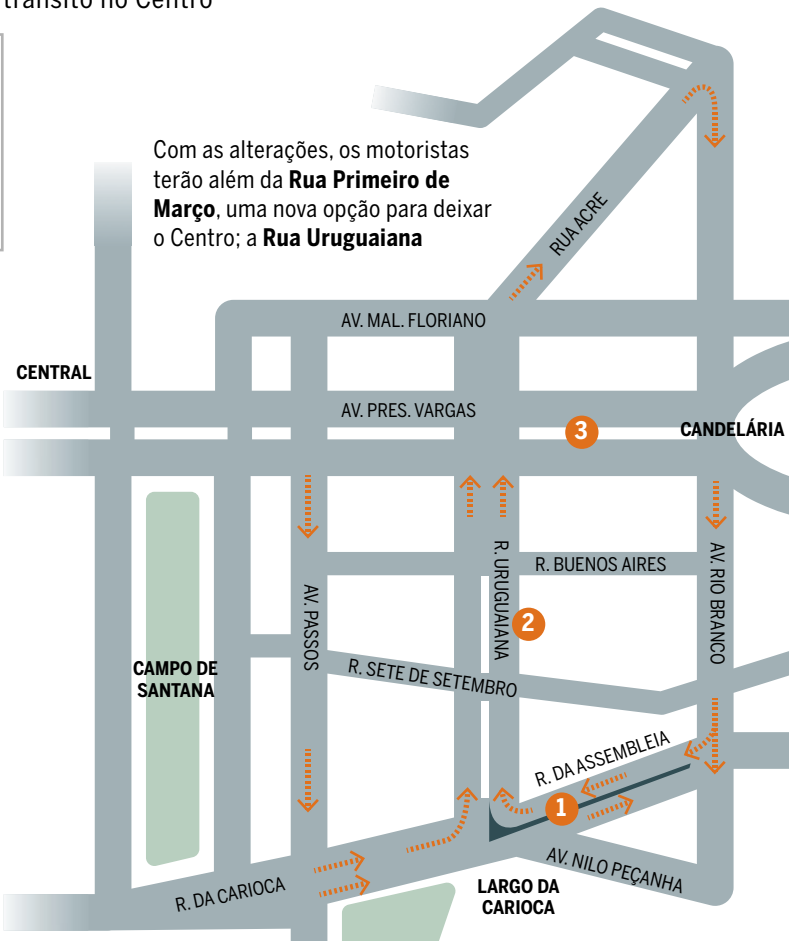 trânsito no Centro
Com as alterações, os motoristas
terão além da Rua Primeiro de
Março, uma nova opção para deixar
o Centro; a Rua Uruguaiana
RUA ACRE
AV. MAL. FLORIANO
CENTRAL
AV. PRES. VARGAS
3
CANDELÁRIA
R. BUENOS AIRES
R. URUGUAIANA
AV. RIO BRANCO
AV. PASSOS
2
CAMPO DE
SANTANA
R. SETE DE SETEMBRO
R. DA ASSEMBLEIA
1
AV. NILO PEÇANHA
R. DA CARIOCA
LARGO DA
CARIOCA